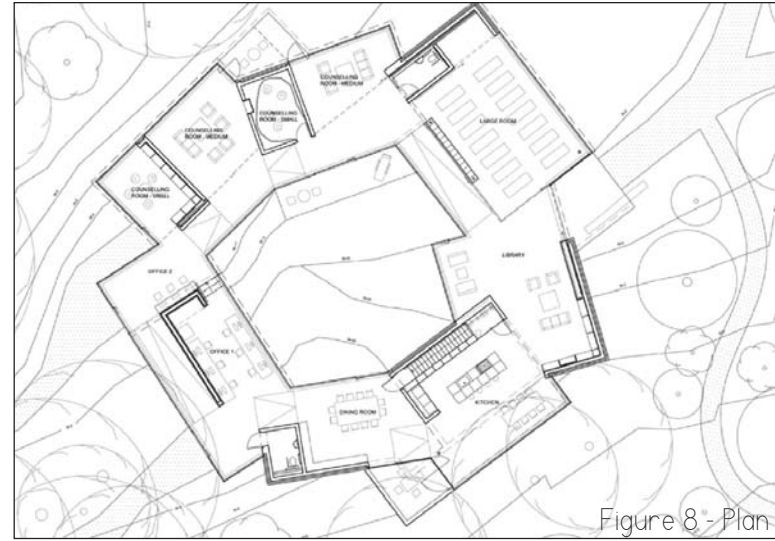 COUNSELLING
ROOM - MEDIUM
COUNSELLING
ROOM - SMALL
COUNSELLING
ROOM - MEDIUM
LARGE ROOM
COUNSELLING
ROOM - SMALL
LIBRARY
OFFICE 2
OFFICE 1
DINING ROOM
KITCHEN
Figure 8 - Plan